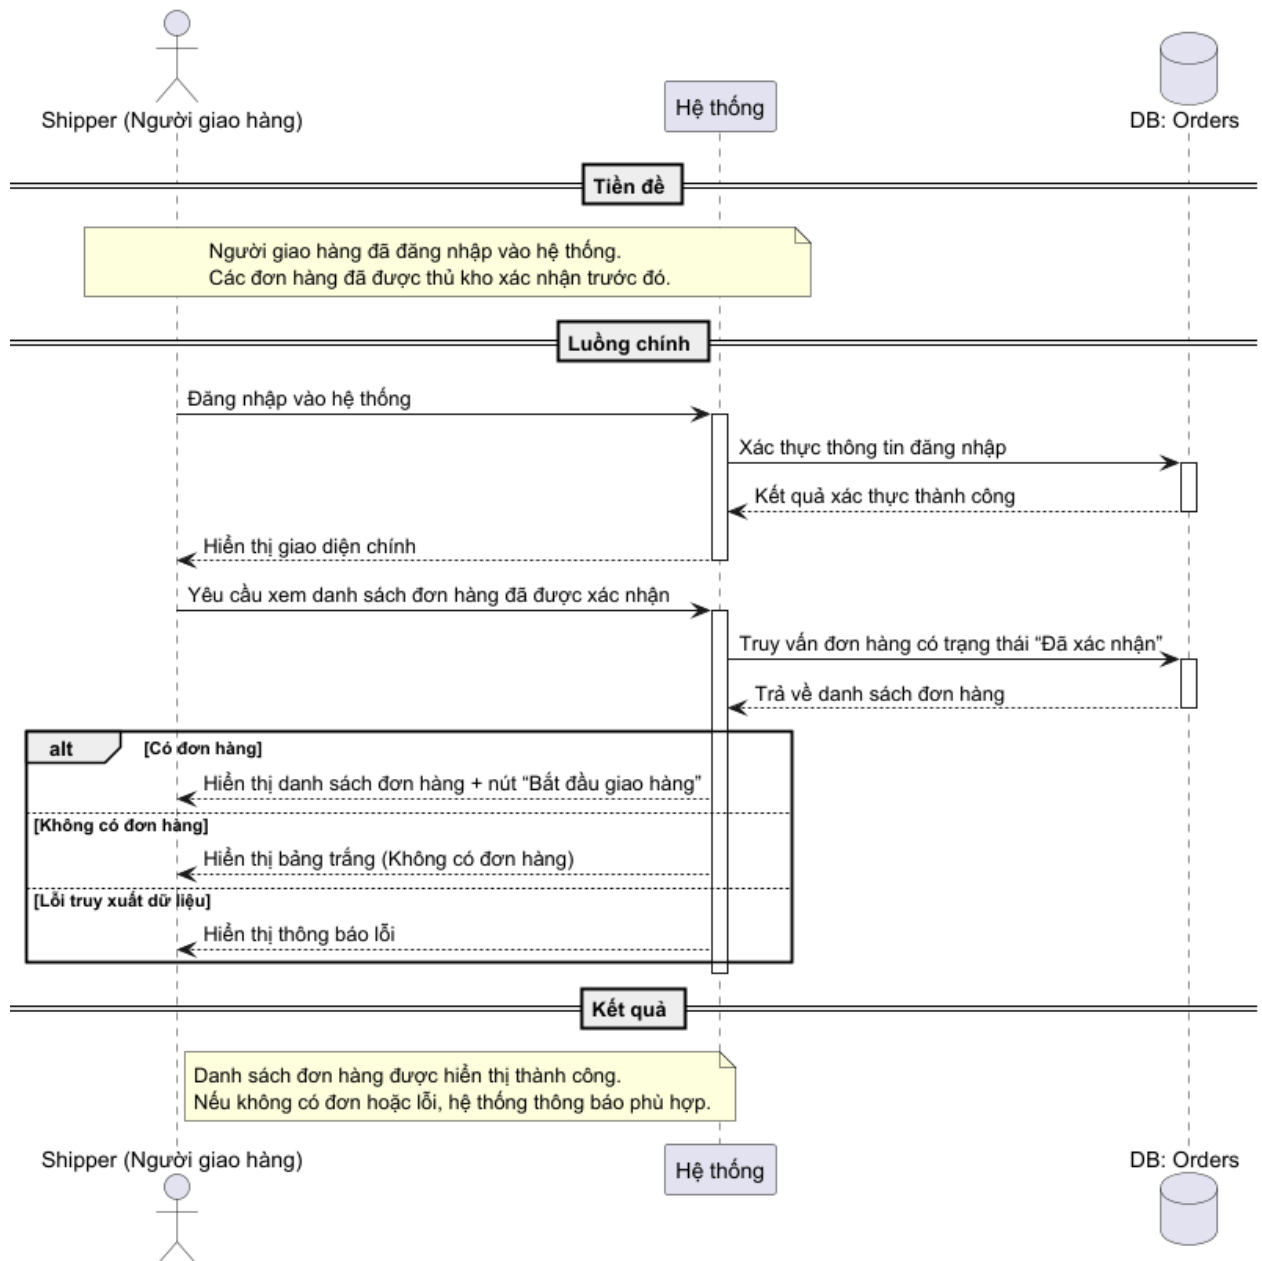 Shipper (Người giao hàng)
Hệ thống
DB: Orders
Tiền đề
Người giao hàng đã đăng nhập vào hệ thống.
Các đơn hàng đã được thủ kho xác nhận trước đó.
Luồng chính
Đăng nhập vào hệ thống
Xác thực thông tin đăng nhập
Kết quả xác thực thành công
Hiển thị giao diện chính
Yêu cầu xem danh sách đơn hàng đã được xác nhận
Truy vấn đơn hàng có trạng thái “Đã xác nhận”
Trả về danh sách đơn hàng
alt [Có đơn hàng]
Hiển thị danh sách đơn hàng + nút “Bắt đầu giao hàng”
[Không có đơn hàng]
Hiển thị bảng trắng (Không có đơn hàng)
[Lỗi truy xuất dữ liệu]
Hiển thị thông báo lỗi
Kết quả
Danh sách đơn hàng được hiển thị thành công.
Nếu không có đơn hoặc lỗi, hệ thống thông báo phù hợp.
Shipper (Người giao hàng)
Hệ thống
DB: Orders